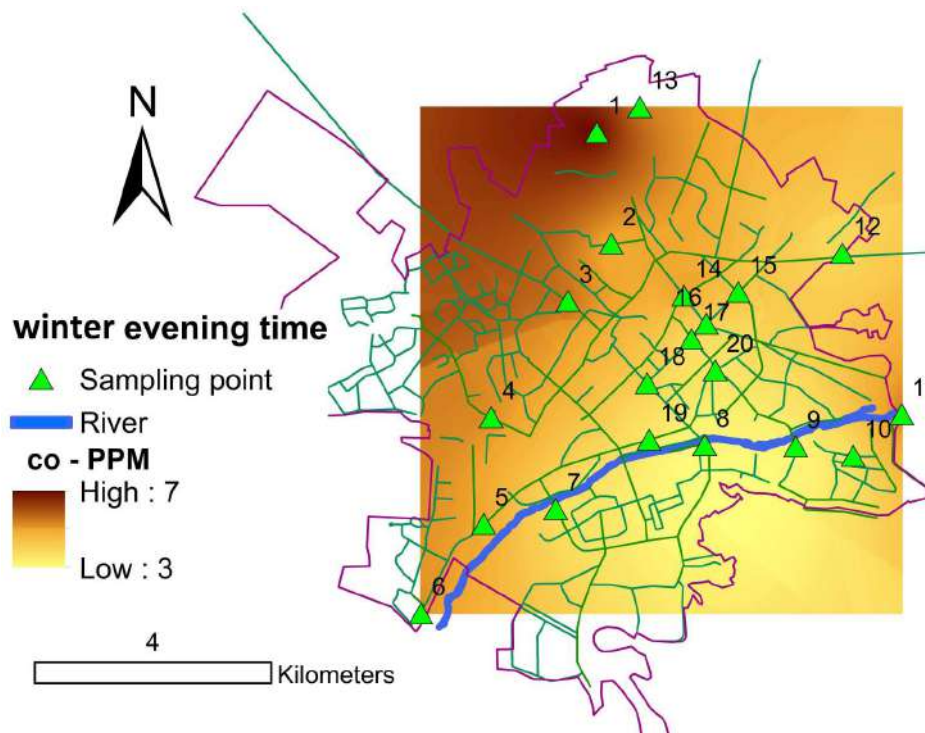 N
winter evening time
Sampling point
River
co - PPM
High : 7
Low : 3
4
Kilometers
13
1
2
12
3
14
15
16
17
18
20
4
19
8
9
10
1
5
7
6